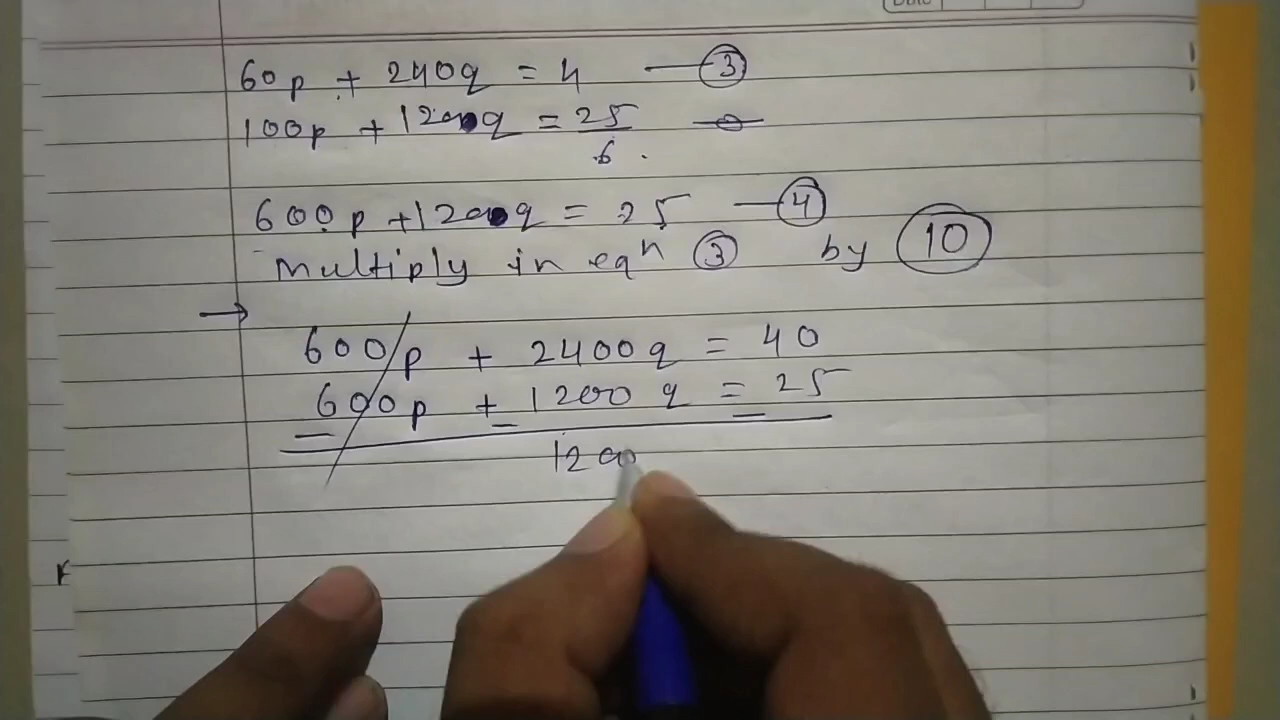 Date
60p + 240q = 4 — ③
100p + 1200q = 25/6.
600p + 1200q = 25 — ④
multiply in eqⁿ ③ by 10
→
600p + 2400q = 40
600p + 1200q = 25
1200